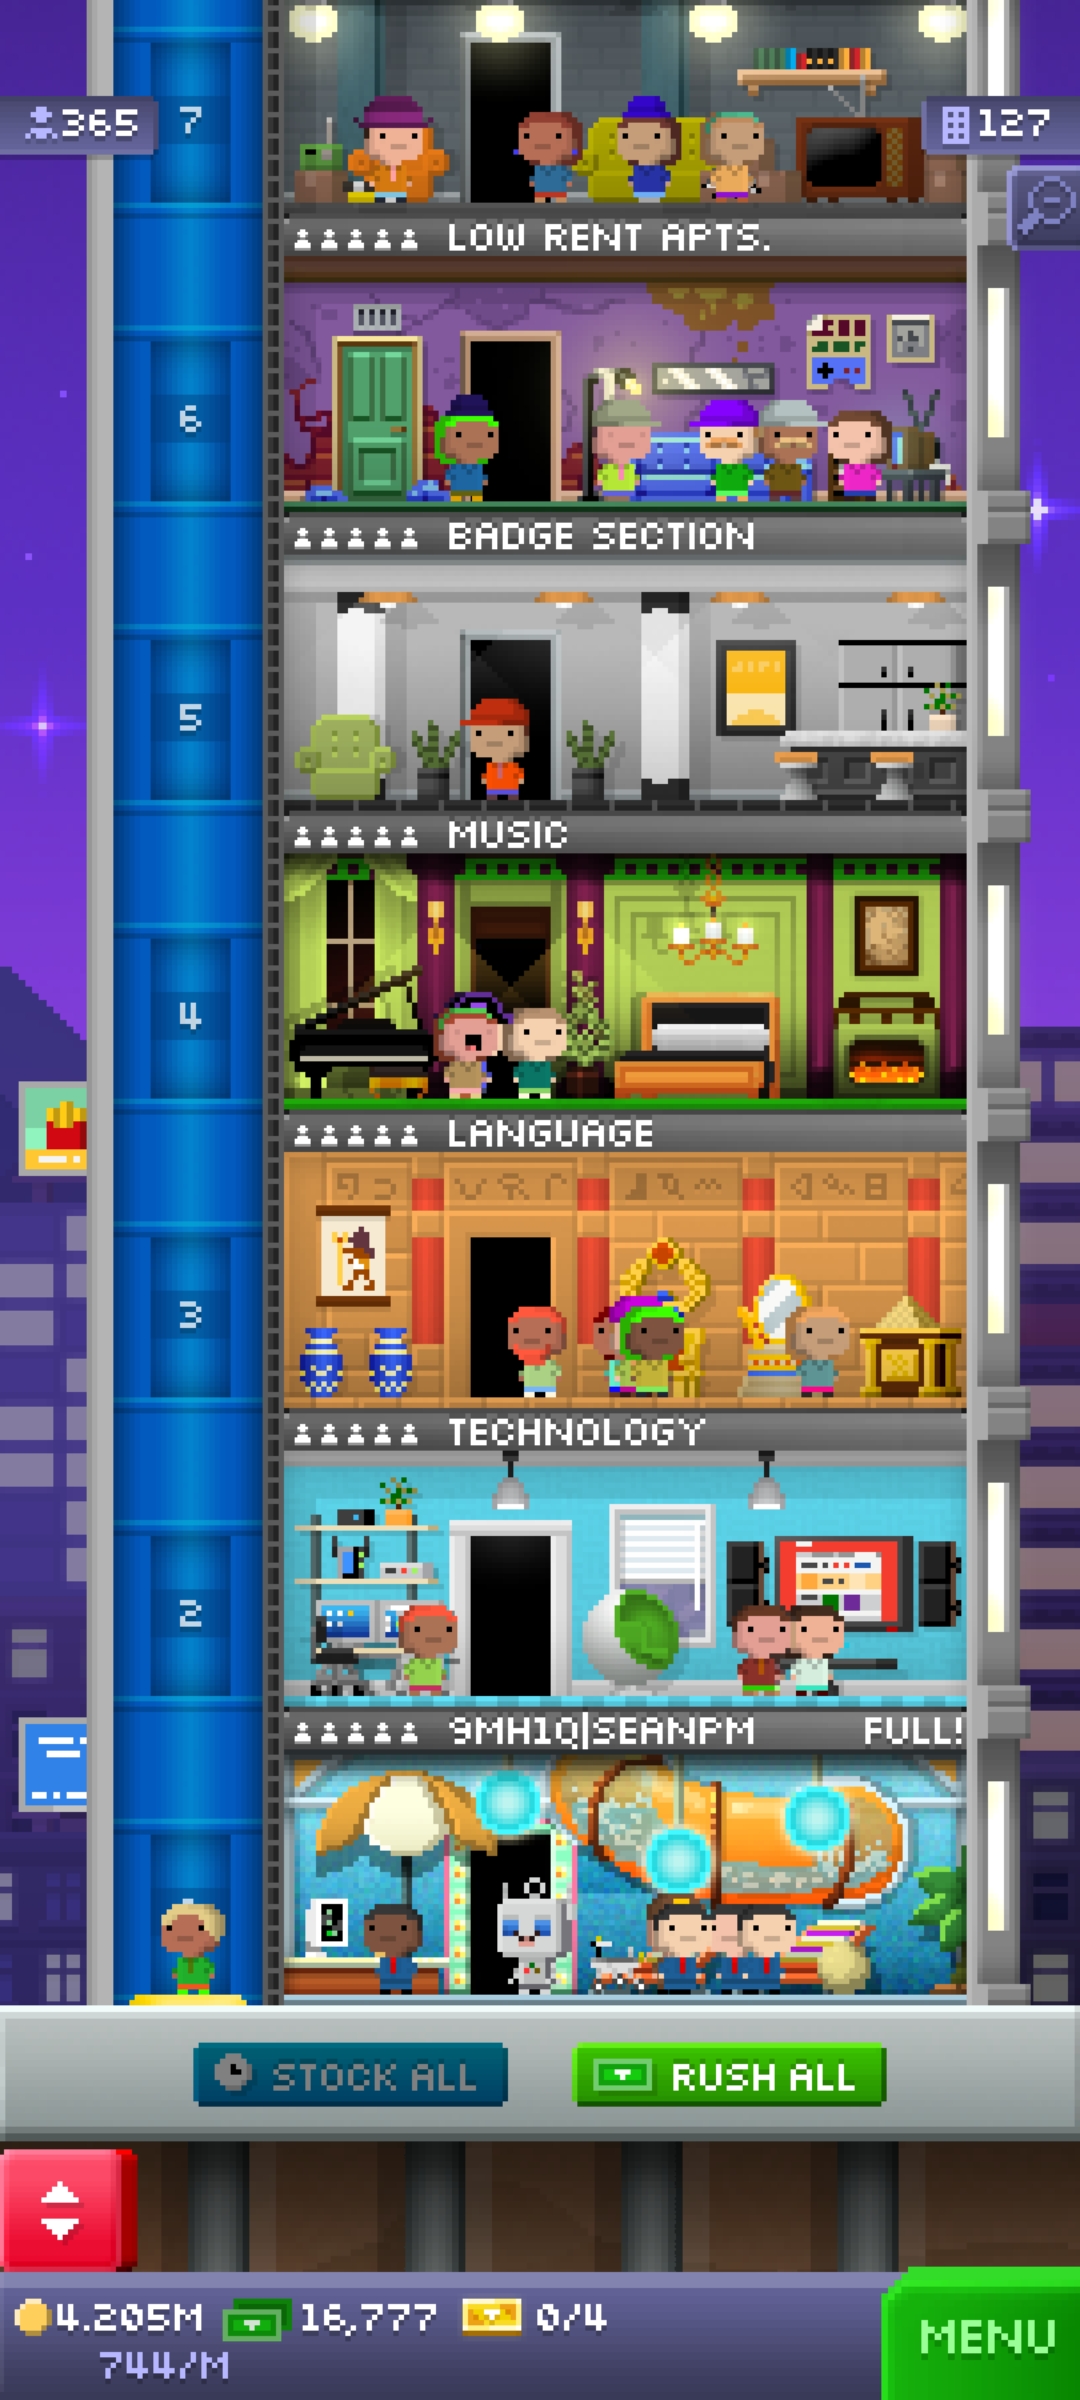 365
7
127
LOW RENT APTS.
6
BADGE SECTION
5
MUSIC
4
LANGUAGE
3
TECHNOLOGY
2
9MH1Q|SEANPM FULL!
STOCK ALL
RUSH ALL
4.205M 16,777 0/4
744/M
MENU